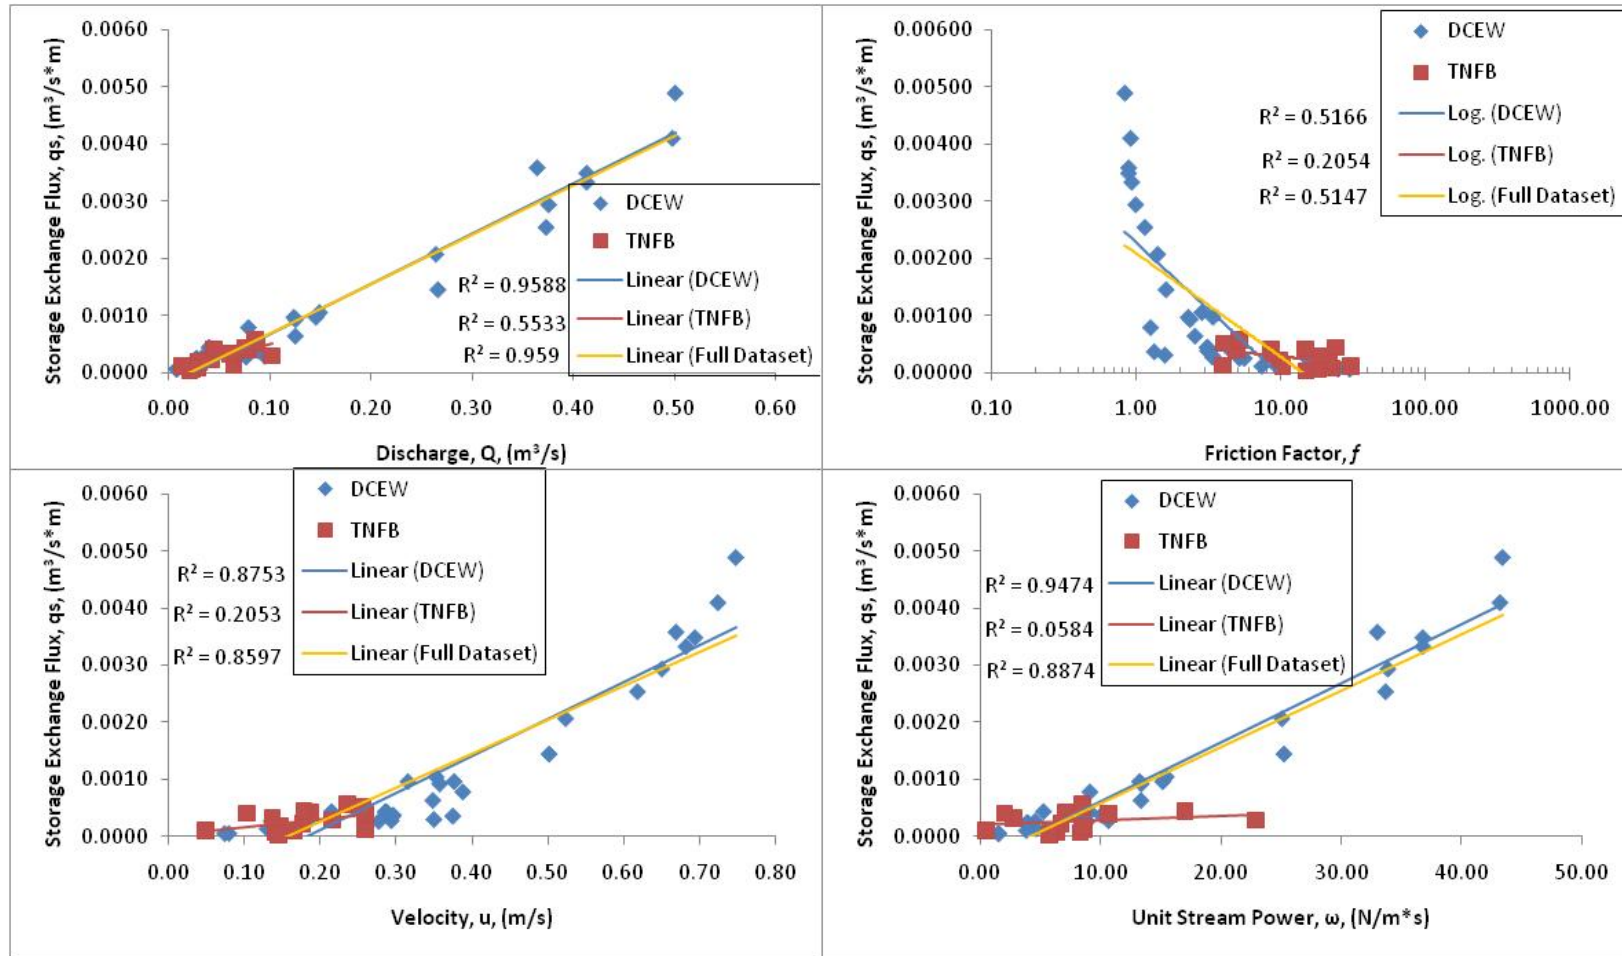 0.0060
0.0050
0.0040
0.0030
0.0020
0.0010
0.0000
0.00
0.10
0.20
0.30
0.40
0.50
0.60
Storage Exchange Flux, qs, (m³/s*m)
Discharge, Q, (m³/s)
DCEW
TNFB
Linear (DCEW)
Linear (TNFB)
Linear (Full Dataset)
R² = 0.9588
R² = 0.5533
R² = 0.959
0.00600
0.00500
0.00400
0.00300
0.00200
0.00100
0.00000
0.10
1.00
10.00
100.00
1000.00
Storage Exchange Flux, qs, (m³/s*m)
Friction Factor, f
DCEW
TNFB
Log. (DCEW)
Log. (TNFB)
Log. (Full Dataset)
R² = 0.5166
R² = 0.2054
R² = 0.5147
0.0060
0.0050
0.0040
0.0030
0.0020
0.0010
0.0000
0.00
0.10
0.20
0.30
0.40
0.50
0.60
0.70
0.80
Storage Exchange Flux, qs, (m³/s*m)
Velocity, u, (m/s)
DCEW
TNFB
Linear (DCEW)
Linear (TNFB)
Linear (Full Dataset)
R² = 0.8753
R² = 0.2053
R² = 0.8597
0.0060
0.0050
0.0040
0.0030
0.0020
0.0010
0.0000
0.00
10.00
20.00
30.00
40.00
50.00
Storage Exchange Flux, qs, (m³/s*m)
Unit Stream Power, ω, (N/m*s)
DCEW
TNFB
Linear (DCEW)
Linear (TNFB)
Linear (Full Dataset)
R² = 0.9474
R² = 0.0584
R² = 0.8874